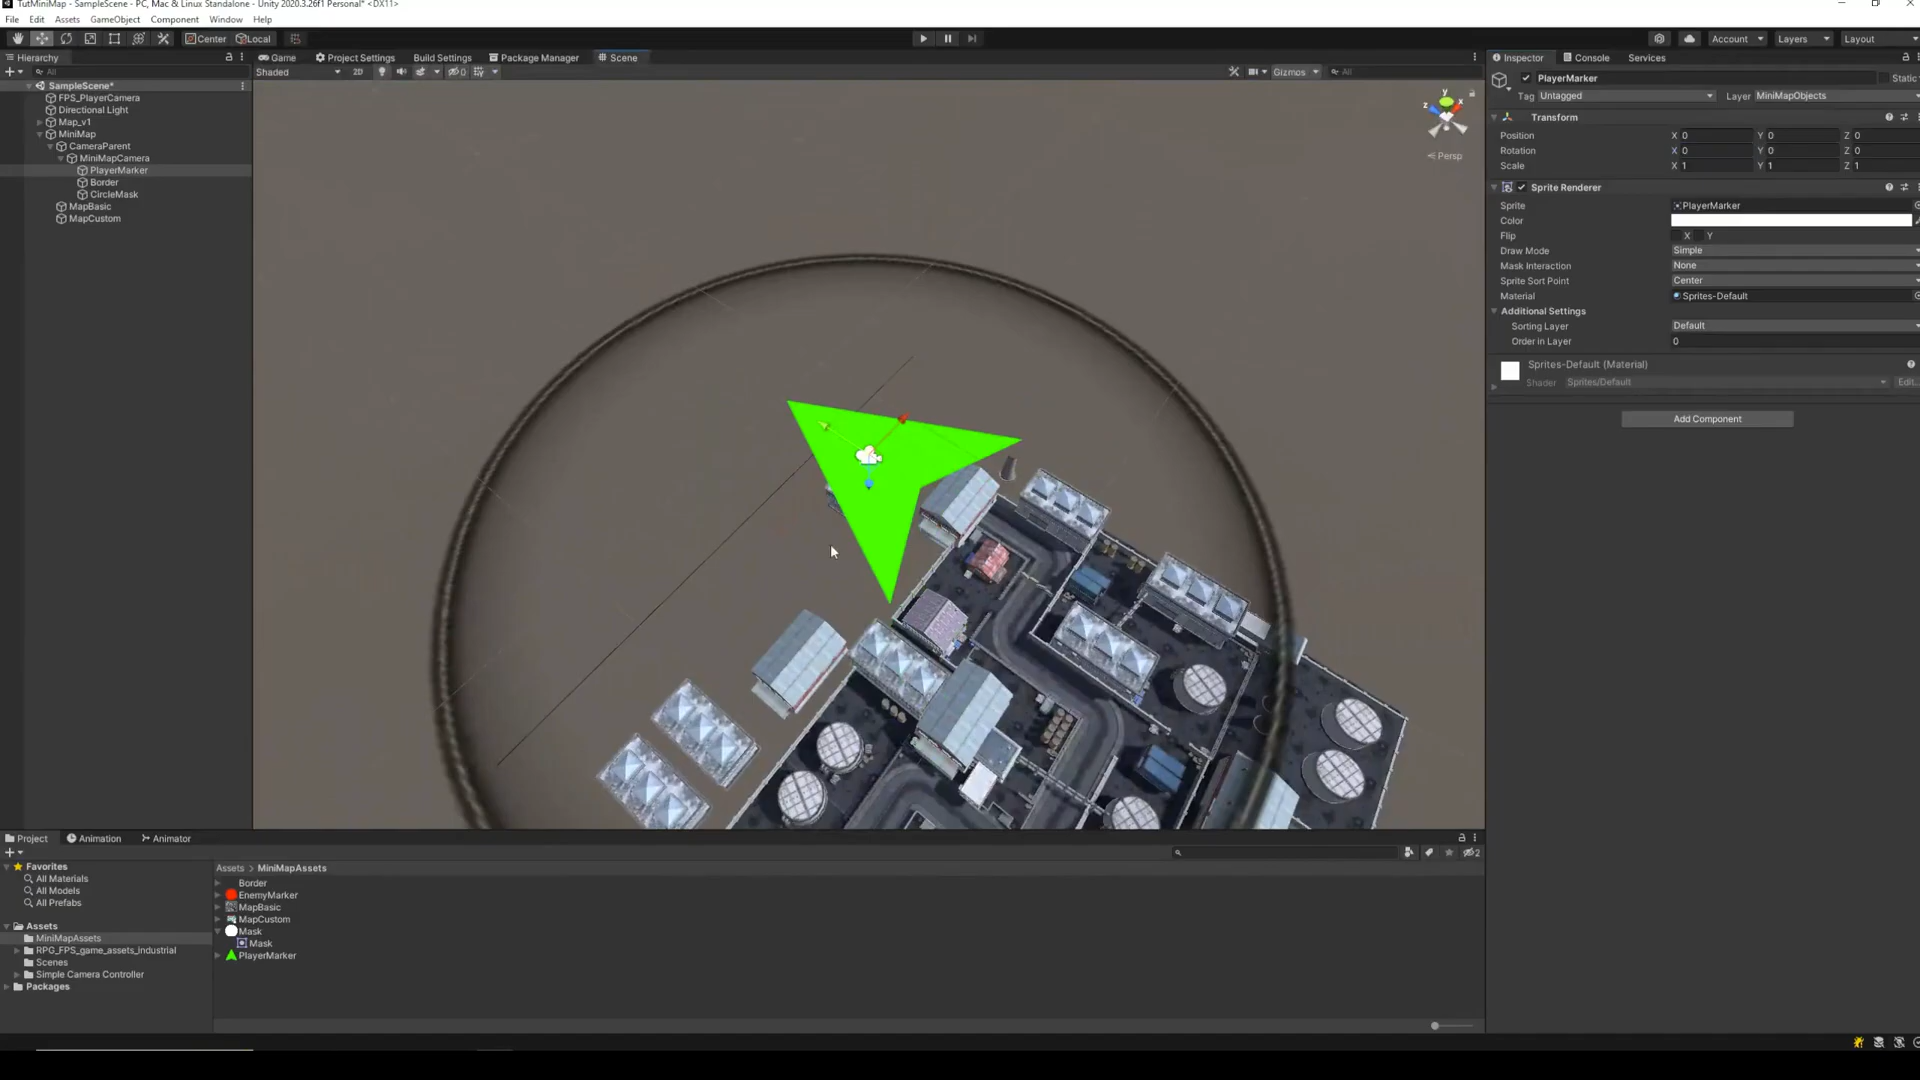 TutMiniMap - SampleScene - PC, Mac & Linux Standalone - Unity 2020.3.26f1 Personal* <DX11>
File Edit Assets GameObject Component Window Help
Center Local Account Layers Layout
Hierarchy
All
SampleScene*
FPS_PlayerCamera
Directional Light
Map_v1
MiniMap
CameraParent
MiniMapCamera
PlayerMarker
Border
CircleMask
MapBasic
MapCustom
Game Project Settings Build Settings Package Manager Scene
Shaded 2D 0 Gizmos All
y
x
z
Persp
Inspector Console Services
PlayerMarker Static
Tag Untagged Layer MiniMapObjects
Transform
Position X 0 Y 0 Z 0
Rotation X 0 Y 0 Z 0
Scale X 1 Y 1 Z 1
Sprite Renderer
Sprite PlayerMarker
Color
Flip X Y
Draw Mode Simple
Mask Interaction None
Sprite Sort Point Center
Material Sprites-Default
Additional Settings
Sorting Layer Default
Order in Layer 0
Sprites-Default (Material)
Shader Sprites/Default Edit...
Add Component
Project Animation Animator
2
Favorites
All Materials
All Models
All Prefabs
Assets
MiniMapAssets
RPG_FPS_game_assets_industrial
Scenes
Simple Camera Controller
Packages
Assets > MiniMapAssets
Border
EnemyMarker
MapBasic
MapCustom
Mask
Mask
PlayerMarker